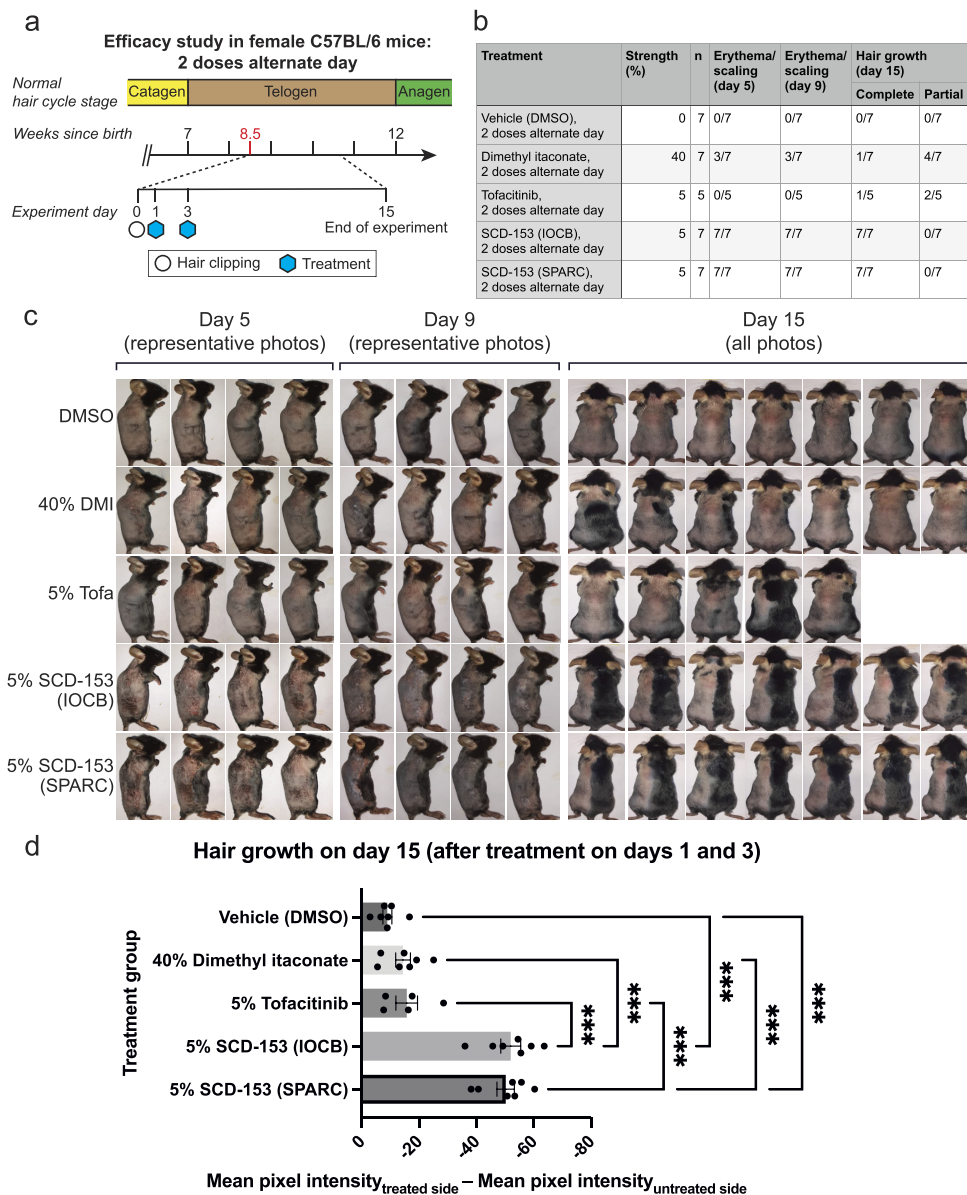 a
Efficacy study in female C57BL/6 mice:
2 doses alternate day
Normal
hair cycle stage
Catagen Telogen Anagen
Weeks since birth
7 8.5 12
Experiment day
0 1 3 15
End of experiment
Hair clipping Treatment
b
Treatment Strength (%) n Erythema/scaling (day 5) Erythema/scaling (day 9) Hair growth (day 15)
Complete Partial
Vehicle (DMSO), 2 doses alternate day 0 7 0/7 0/7 0/7 0/7
Dimethyl itaconate, 2 doses alternate day 40 7 3/7 3/7 1/7 4/7
Tofacitinib, 2 doses alternate day 5 5 0/5 0/5 1/5 2/5
SCD-153 (IOCB), 2 doses alternate day 5 7 7/7 7/7 7/7 0/7
SCD-153 (SPARC), 2 doses alternate day 5 7 7/7 7/7 7/7 0/7
c
Day 5
(representative photos)
Day 9
(representative photos)
Day 15
(all photos)
DMSO
40% DMI
5% Tofa
5% SCD-153
(IOCB)
5% SCD-153
(SPARC)
d
Hair growth on day 15 (after treatment on days 1 and 3)
Treatment group
Vehicle (DMSO)
40% Dimethyl itaconate
5% Tofacitinib
5% SCD-153 (IOCB)
5% SCD-153 (SPARC)
*** *** *** *** *** ***
0 -20 -40 -60 -80
Mean pixel intensity treated side – Mean pixel intensity untreated side